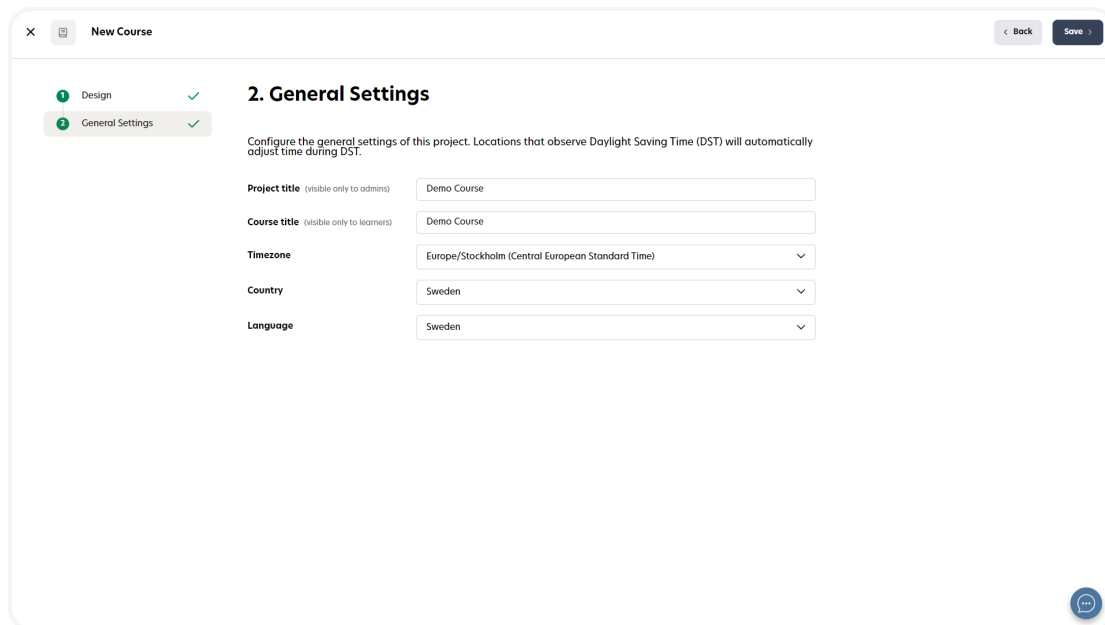 New Course
Back
Save
1 Design
2 General Settings
2. General Settings
Configure the general settings of this project. Locations that observe Daylight Saving Time (DST) will automatically
adjust time during DST.
Project title (visible only to admins) Demo Course
Course title (visible only to learners) Demo Course
Timezone Europe/Stockholm (Central European Standard Time)
Country Sweden
Language Sweden